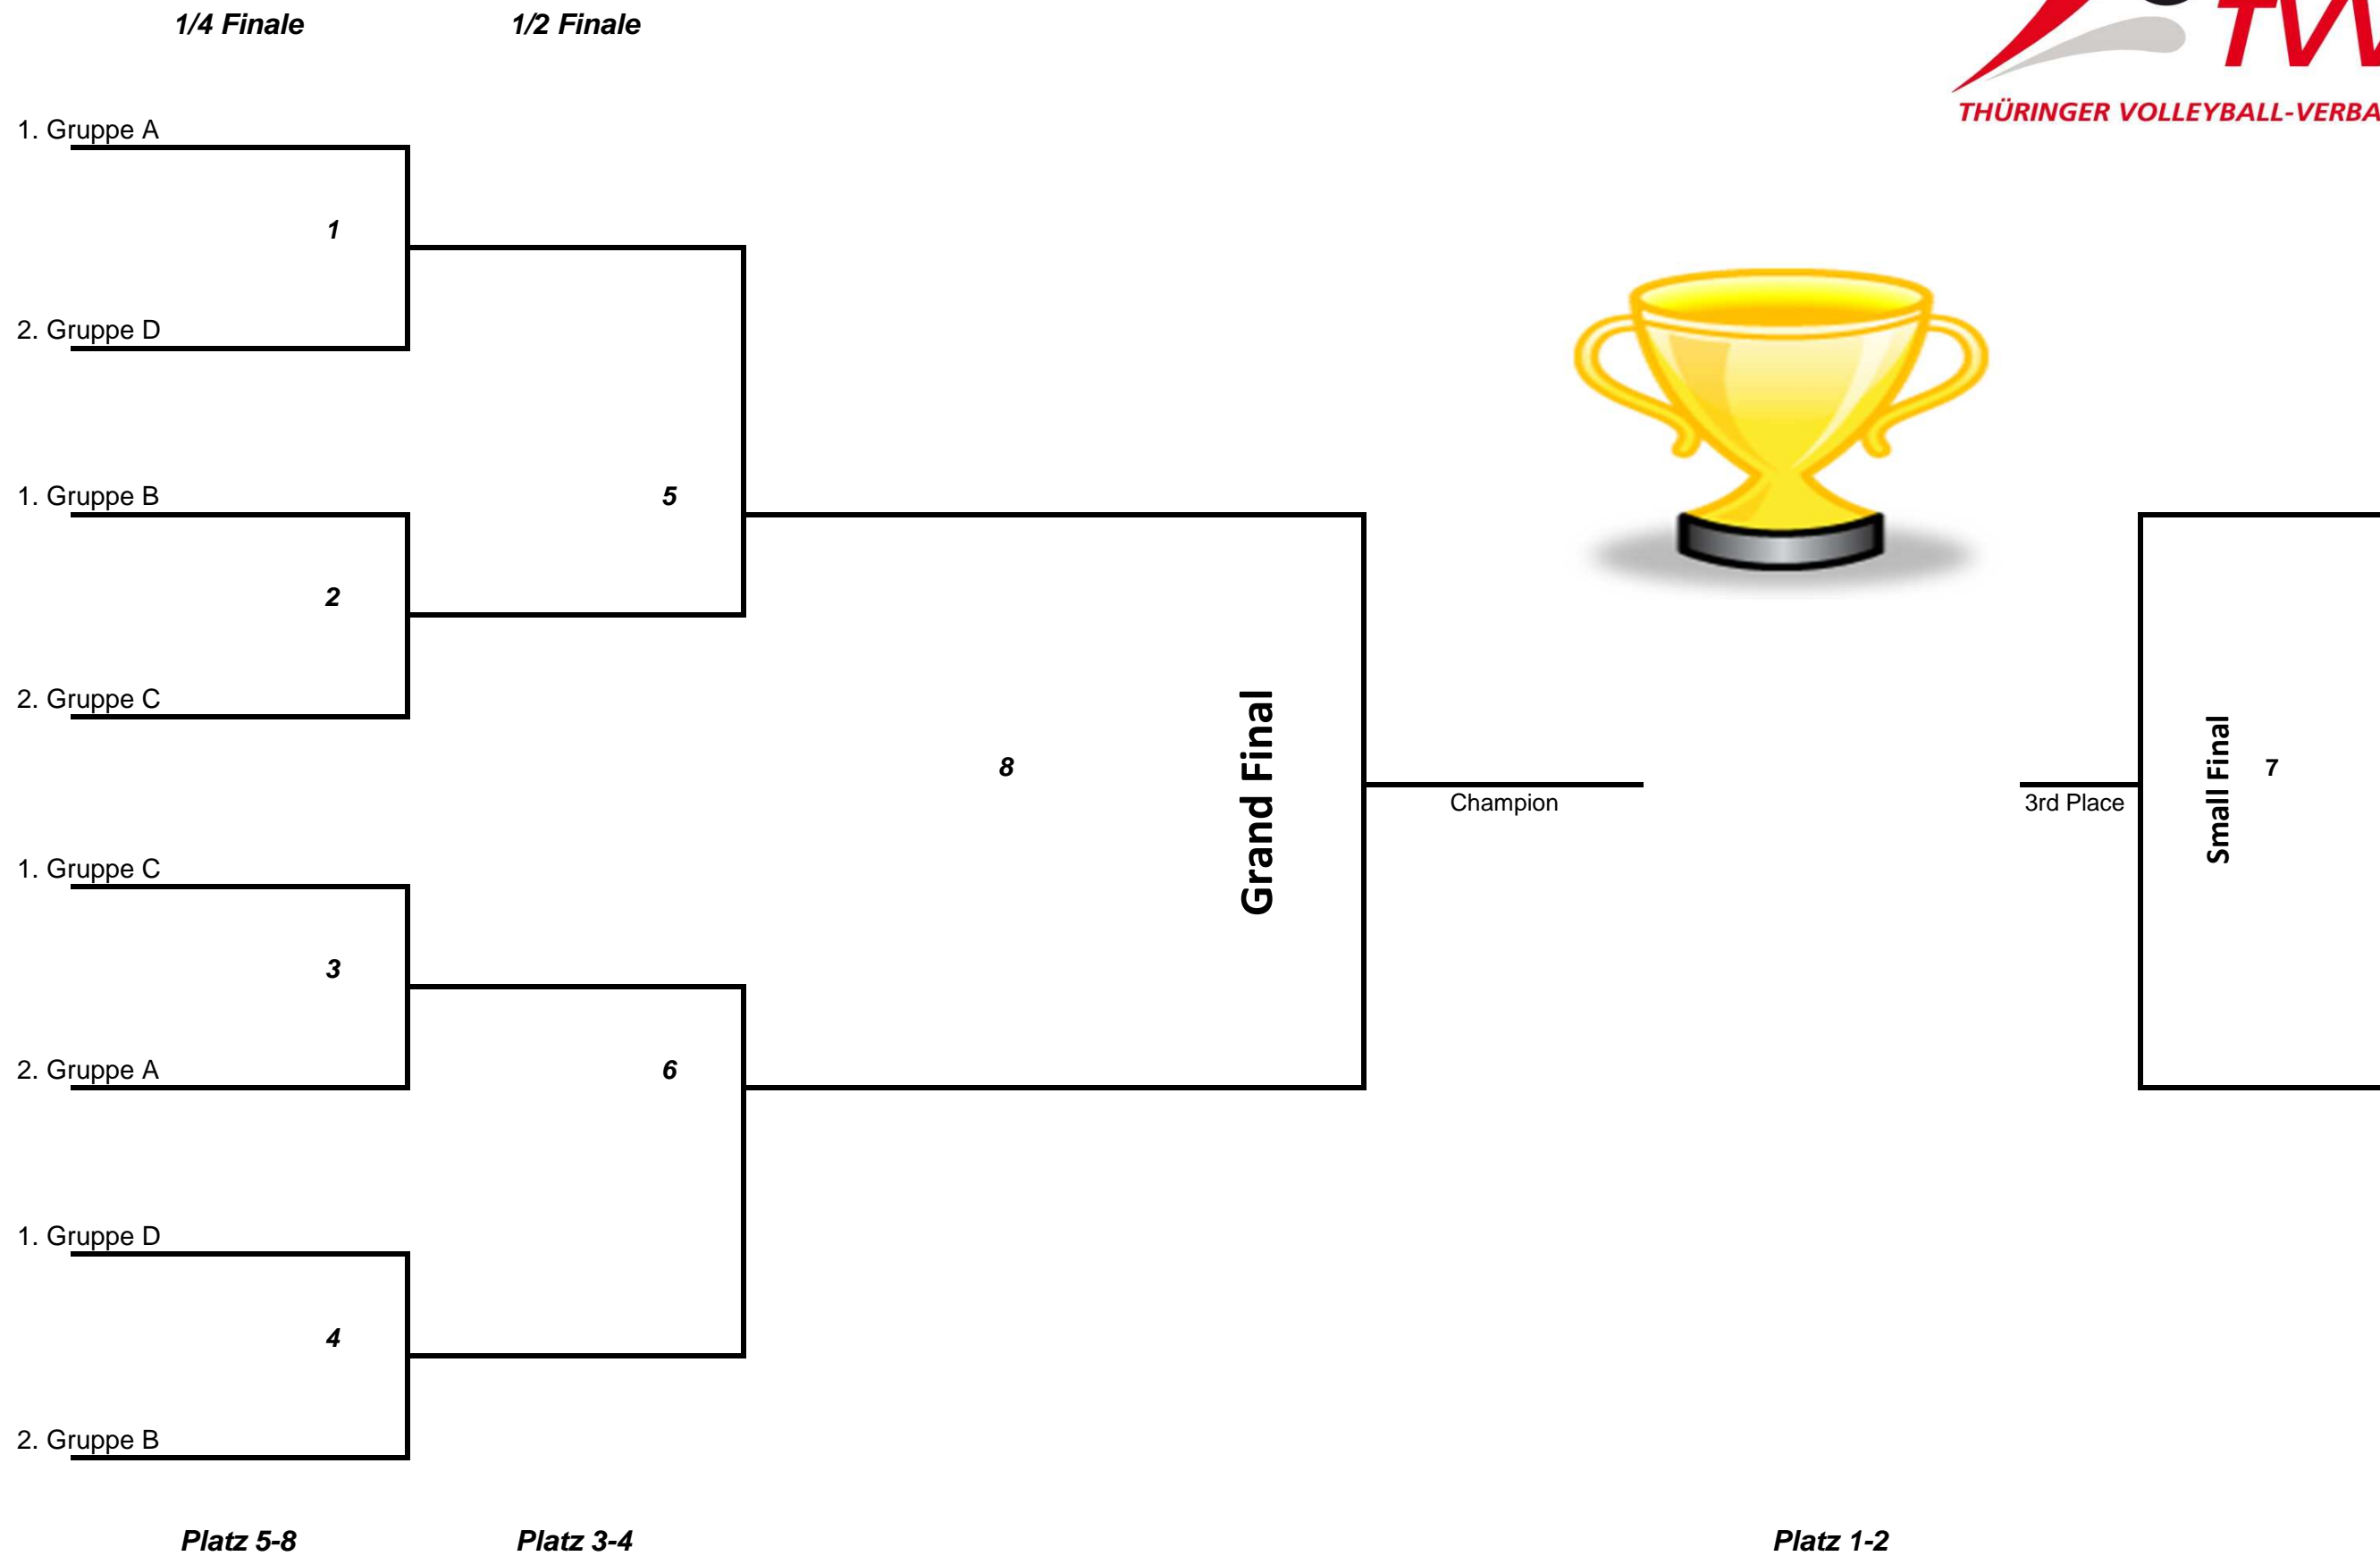 1/4 Finale
1/2 Finale
THÜRINGER VOLLEYBALL-VERBA
1. Gruppe A
1
2. Gruppe D
1. Gruppe B
5
2
2. Gruppe C
8
Grand Final
Champion
3rd Place
Small Final
7
1. Gruppe C
3
2. Gruppe A
6
1. Gruppe D
4
2. Gruppe B
Platz 5-8
Platz 3-4
Platz 1-2